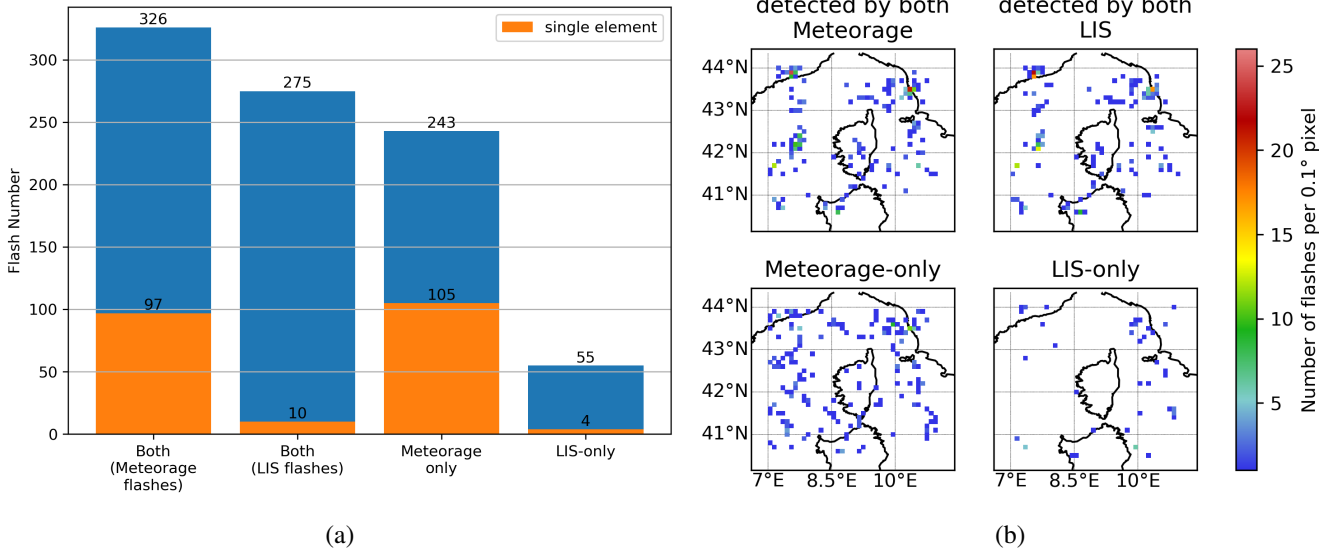 326
275
243
97
105
55
10
4
single element
Flash Number
300
250
200
150
100
50
0
Both
(Meteorage
flashes)
Both
(LIS flashes)
Meteorage
only
LIS-only
(a)
detected by both
Meteorage
detected by both
LIS
44°N
43°N
42°N
41°N
Meteorage-only
LIS-only
44°N
43°N
42°N
41°N
7°E
8.5°E
10°E
7°E
8.5°E
10°E
25
20
15
10
5
Number of flashes per 0.1° pixel
(b)